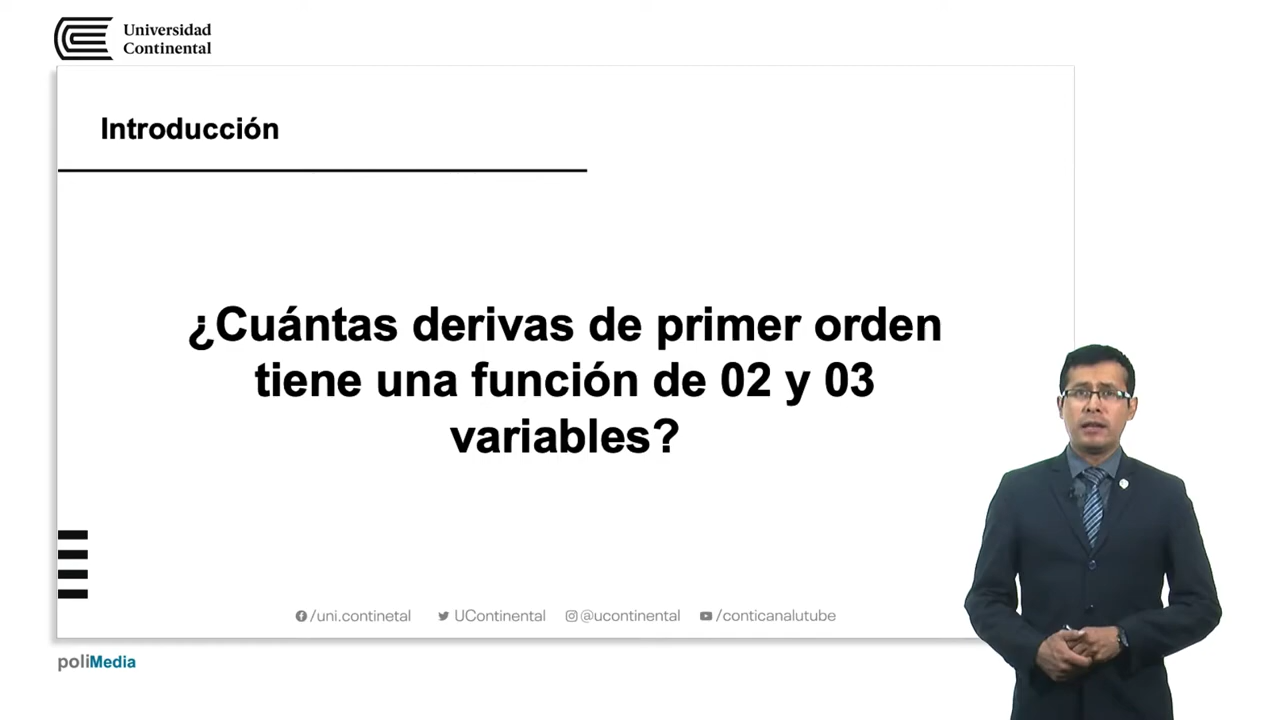 Universidad
Continental
Introducción
¿Cuántas derivas de primer orden
tiene una función de 02 y 03
variables?
/uni.continetal UContinental @ucontinental /conticanalutube
poliMedia